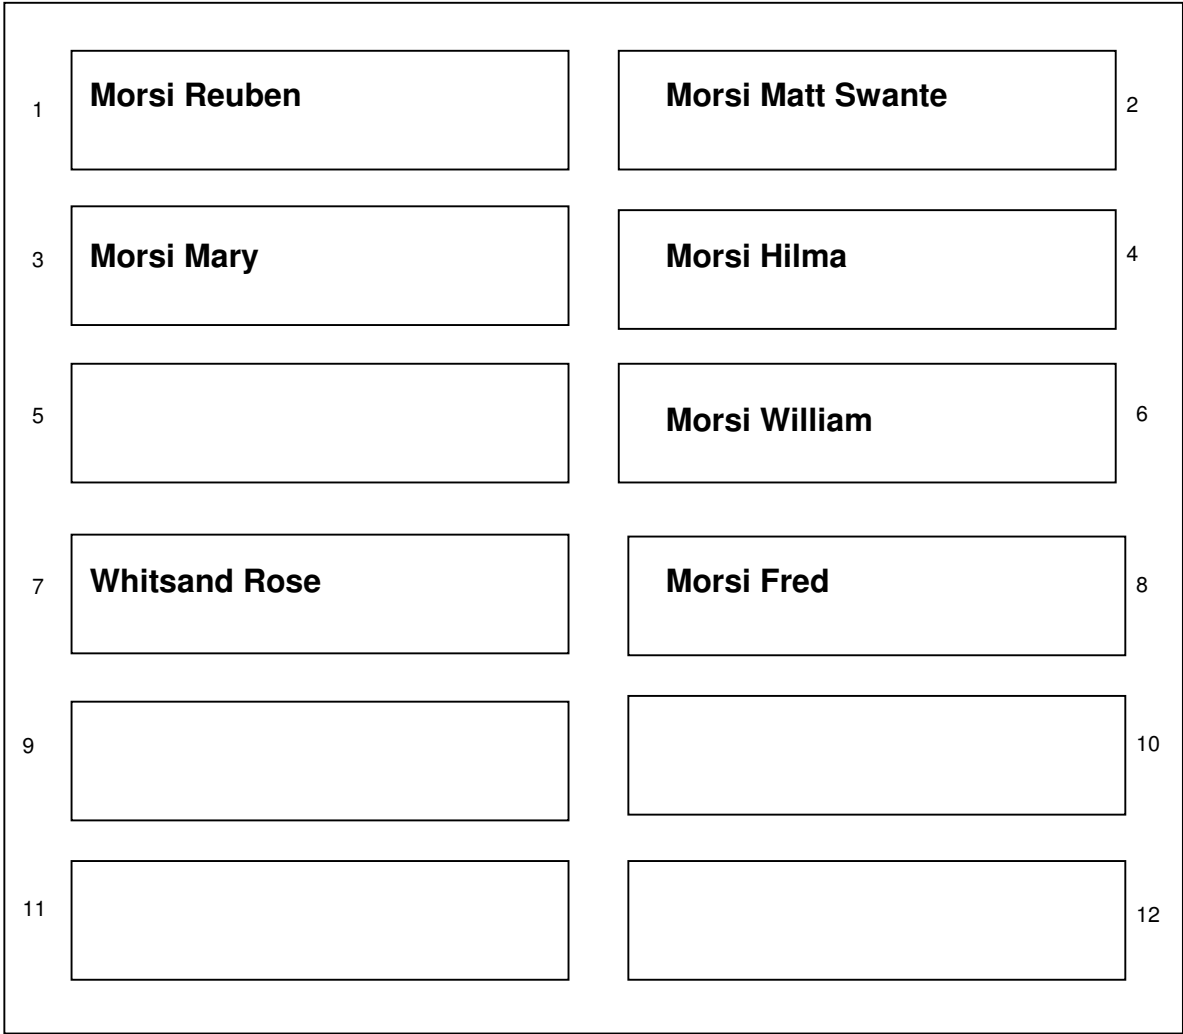 1 Morsi Reuben Morsi Matt Swante 2
3 Morsi Mary Morsi Hilma 4
5 Morsi William 6
7 Whitsand Rose Morsi Fred 8
9 10
11 12